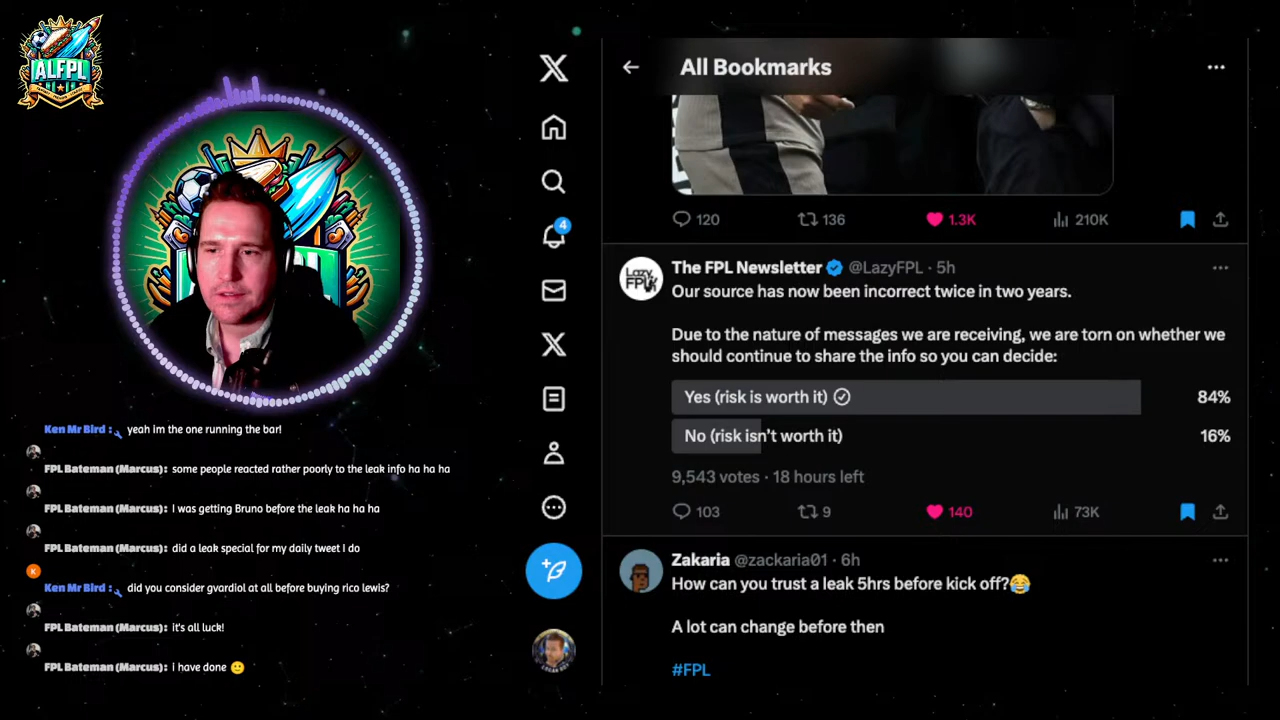 ALFPL
Ken Mr Bird : yeah im the one running the bar!
FPL Bateman (Marcus): some people reacted rather poorly to the leak info ha ha ha
FPL Bateman (Marcus): I was getting Bruno before the leak ha ha ha
FPL Bateman (Marcus): did a leak special for my daily tweet I do
K
Ken Mr Bird : did you consider gvardiol at all before buying rico lewis?
FPL Bateman (Marcus): it's all luck!
FPL Bateman (Marcus): i have done 🙂
4
All Bookmarks
120 136 1.3K 210K
Lazy FPL
The FPL Newsletter @LazyFPL · 5h
Our source has now been incorrect twice in two years.
Due to the nature of messages we are receiving, we are torn on whether we
should continue to share the info so you can decide:
Yes (risk is worth it) 84%
No (risk isn't worth it) 16%
9,543 votes · 18 hours left
103 9 140 73K
Zakaria @zackaria01 · 6h
How can you trust a leak 5hrs before kick off?😂
A lot can change before then
#FPL